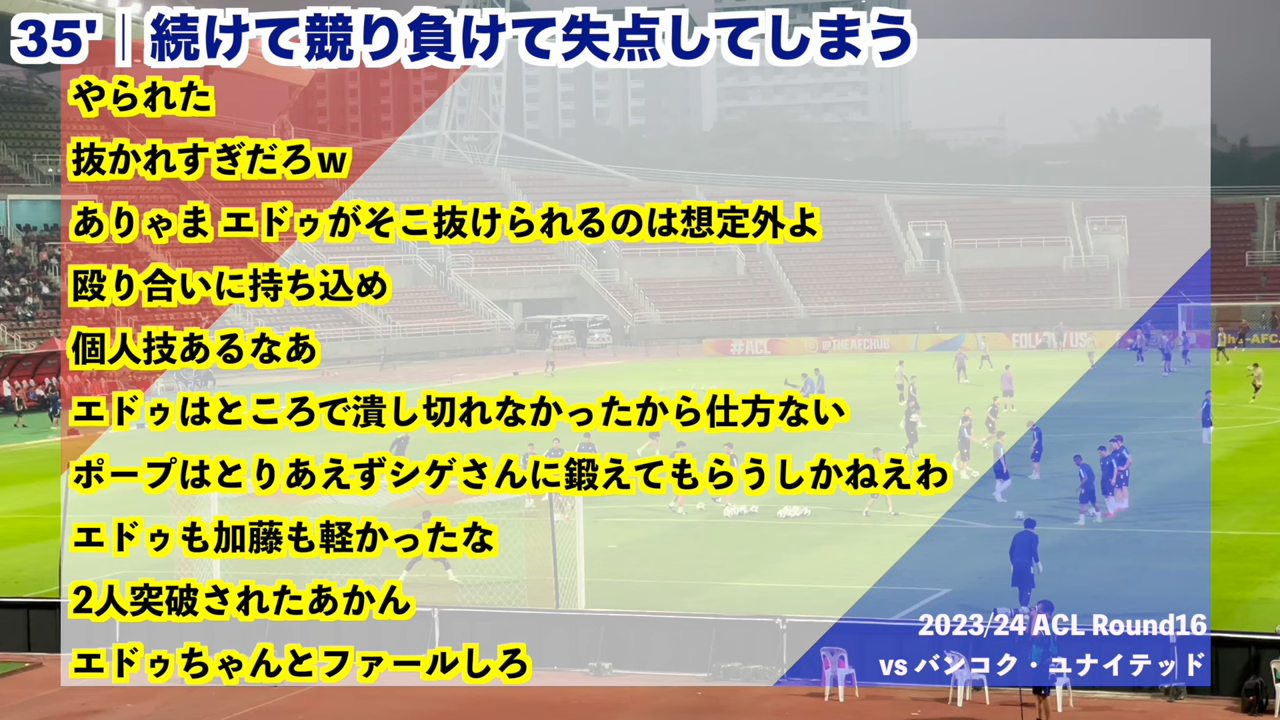 35'｜続けて競り負けて失点してしまう
やられた
抜かれすぎだろw
ありゃま エドゥがそこ抜けられるのは想定外よ
殴り合いに持ち込め
個人技あるなあ
エドゥはところで潰し切れなかったから仕方ない
ポープはとりあえずシゲさんに鍛えてもらうしかねえわ
エドゥも加藤も軽かったな
2人突破されたあかん
エドゥちゃんとファールしろ
#ACL
@THEAFCHUB
FOLLOW US
2023/24 ACL Round16
vs バンコク・ユナイテッド